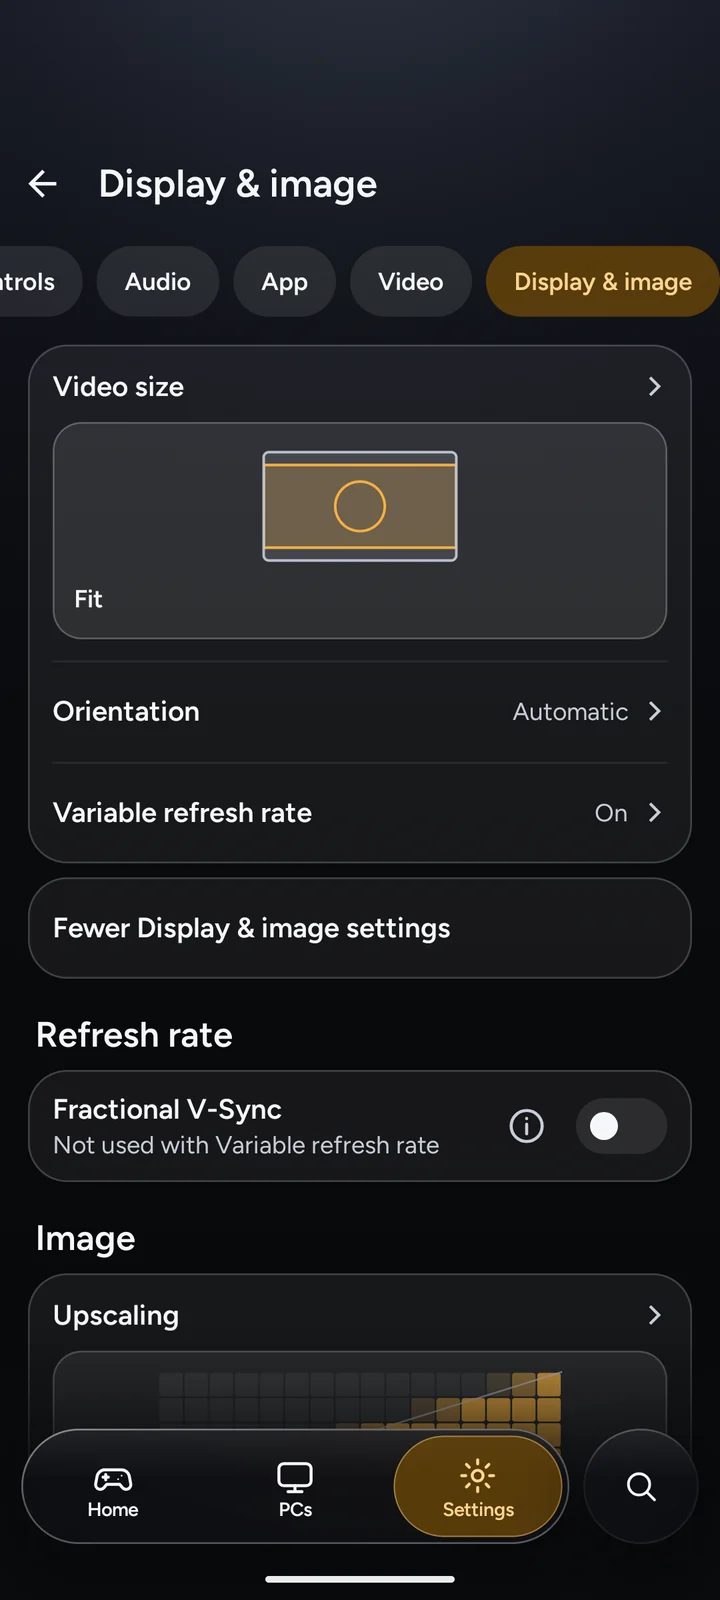 Display & image
Audio
App
Video
Display & image
Video size
Fit
Orientation
Automatic
Variable refresh rate
On
Fewer Display & image settings
Refresh rate
Fractional V-Sync
Not used with Variable refresh rate
Image
Upscaling
Home
PCs
Settings